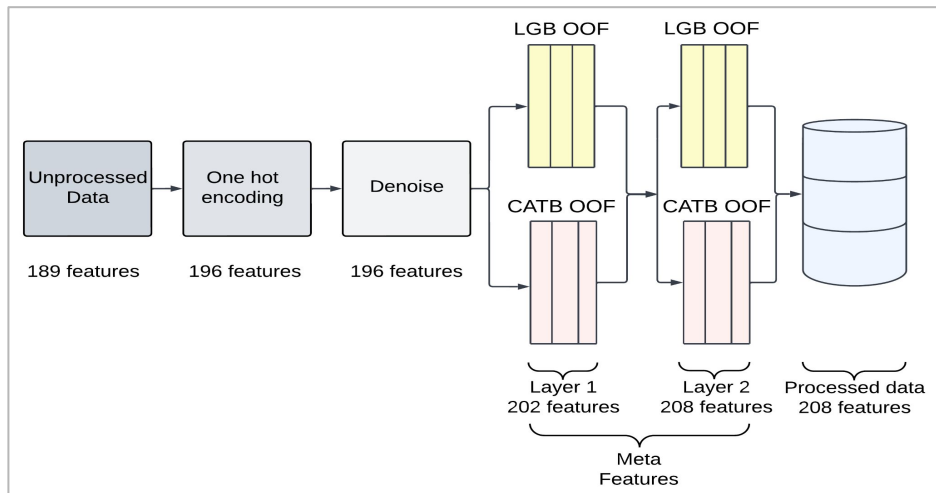 LGB OOF
LGB OOF
Unprocessed
Data
One hot
encoding
Denoise
CATB OOF
CATB OOF
189 features
196 features
196 features
Layer 1
202 features
Layer 2
208 features
Processed data
208 features
Meta
Features